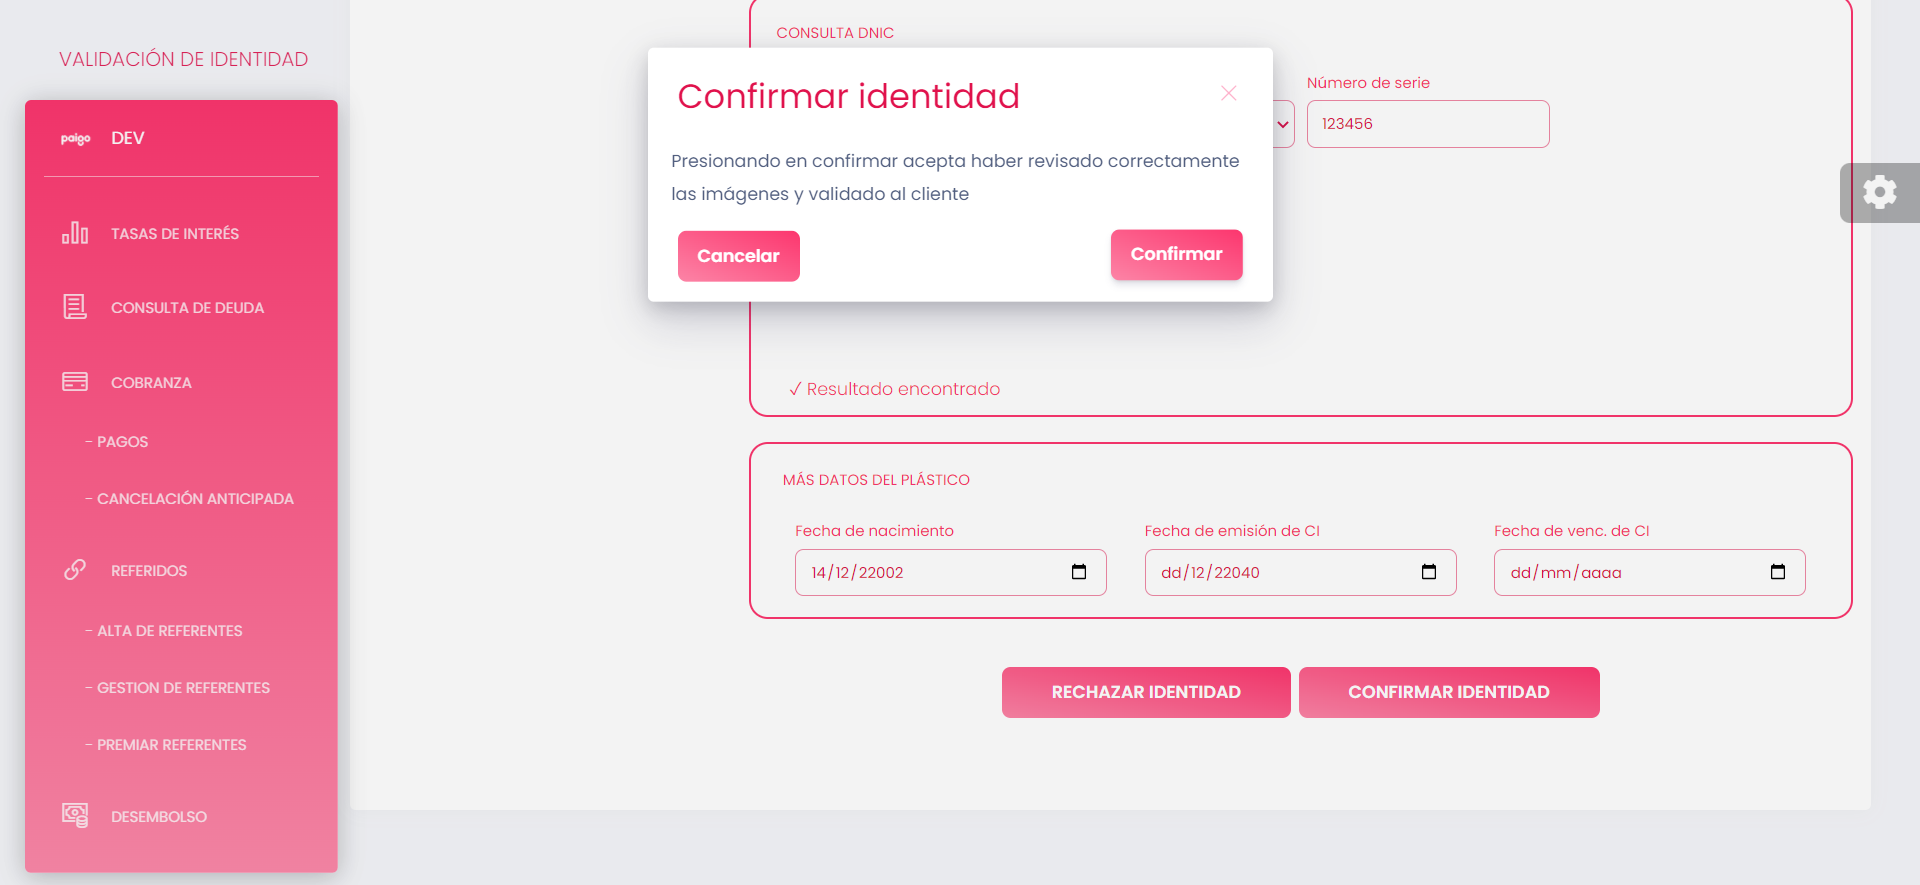 VALIDACIÓN DE IDENTIDAD
paigo DEV
TASAS DE INTERÉS
CONSULTA DE DEUDA
COBRANZA
- PAGOS
- CANCELACIÓN ANTICIPADA
REFERIDOS
- ALTA DE REFERENTES
- GESTION DE REFERENTES
- PREMIAR REFERENTES
DESEMBOLSO
CONSULTA DNIC
Número de serie
123456
Confirmar identidad
Presionando en confirmar acepta haber revisado correctamente
las imágenes y validado al cliente
Cancelar Confirmar
✓ Resultado encontrado
MÁS DATOS DEL PLÁSTICO
Fecha de nacimiento Fecha de emisión de CI Fecha de venc. de CI
14/12/22002 dd/12/22040 dd/mm/aaaa
RECHAZAR IDENTIDAD CONFIRMAR IDENTIDAD